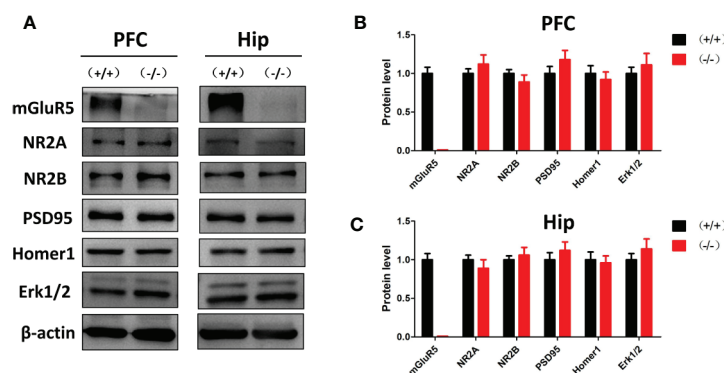 A
PFC
Hip
(+/+) (-/-) (+/+) (-/-)
mGluR5
NR2A
NR2B
PSD95
Homer1
Erk1/2
β-actin
B
PFC
Protein level
1.5
1.0
0.5
0.0
mGluR5
NR2A
NR2B
PSD95
Homer1
Erk1/2
(+/+)
(-/-)
C
Hip
Protein level
1.5
1.0
0.5
0.0
mGluR5
NR2A
NR2B
PSD95
Homer1
Erk1/2
(+/+)
(-/-)